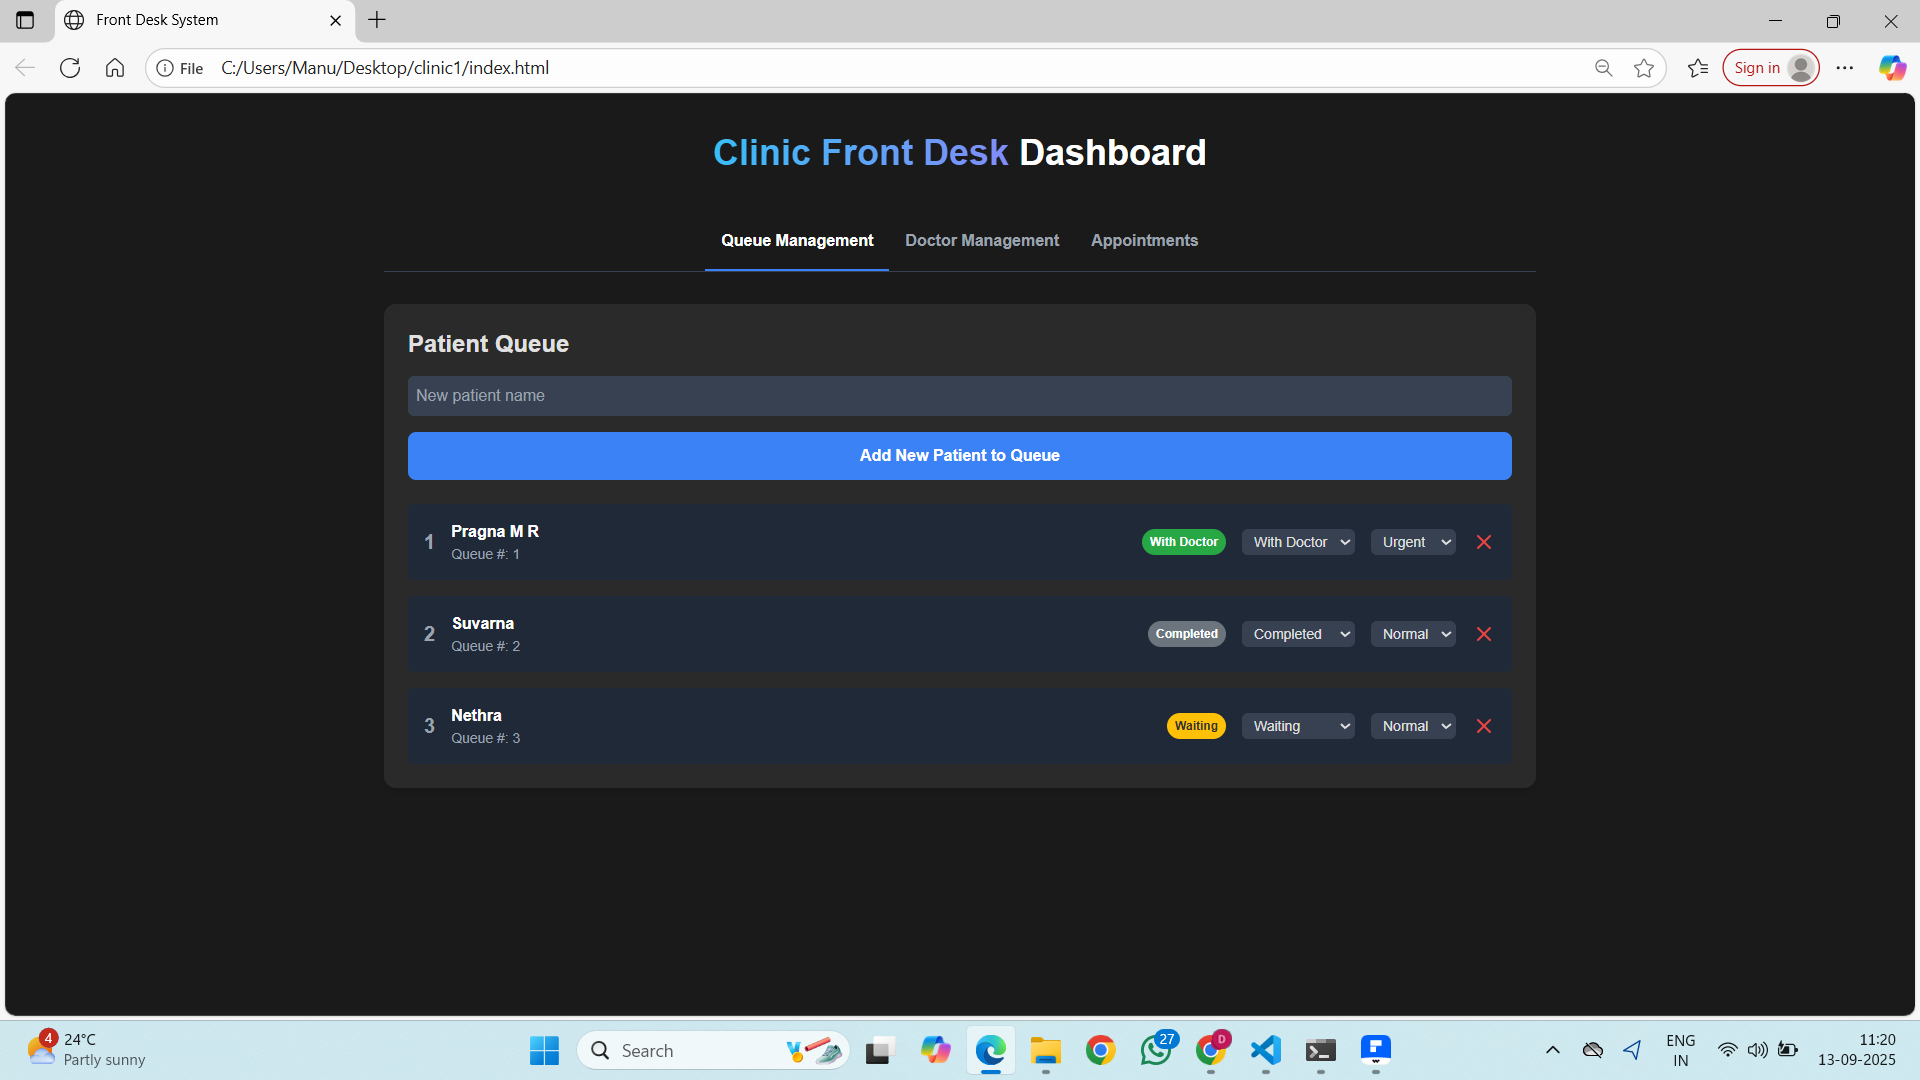 Front Desk System
File C:/Users/Manu/Desktop/clinic1/index.html
Sign in
Clinic Front Desk Dashboard
Queue Management Doctor Management Appointments
Patient Queue
New patient name
Add New Patient to Queue
1 Pragna M R
Queue #: 1
With Doctor With Doctor Urgent
2 Suvarna
Queue #: 2
Completed Completed Normal
3 Nethra
Queue #: 3
Waiting Waiting Normal
4 24°C
Partly sunny
Search
27
D
ENG
IN
11:20
13-09-2025